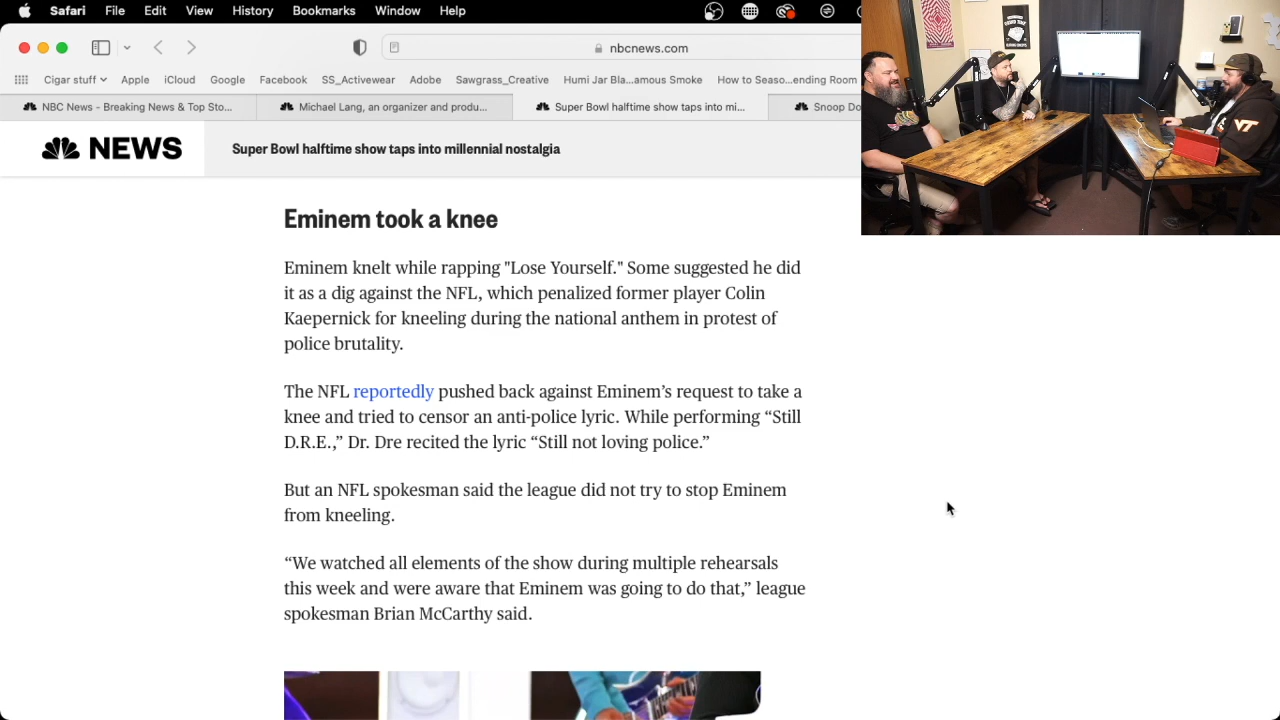 Safari File Edit View History Bookmarks Window Help
nbcnews.com
Cigar stuff Apple iCloud Google Facebook SS_Activewear Adobe Sawgrass_Creative Humi Jar Bla...amous Smoke How to Seaso...ending Room
NBC News - Breaking News & Top Sto... Michael Lang, an organizer and produ... Super Bowl halftime show taps into mi... Snoop Do
NEWS Super Bowl halftime show taps into millennial nostalgia
VT
Eminem took a knee
Eminem knelt while rapping "Lose Yourself." Some suggested he did
it as a dig against the NFL, which penalized former player Colin
Kaepernick for kneeling during the national anthem in protest of
police brutality.
The NFL reportedly pushed back against Eminem’s request to take a
knee and tried to censor an anti-police lyric. While performing “Still
D.R.E.,” Dr. Dre recited the lyric “Still not loving police.”
But an NFL spokesman said the league did not try to stop Eminem
from kneeling.
“We watched all elements of the show during multiple rehearsals
this week and were aware that Eminem was going to do that,” league
spokesman Brian McCarthy said.